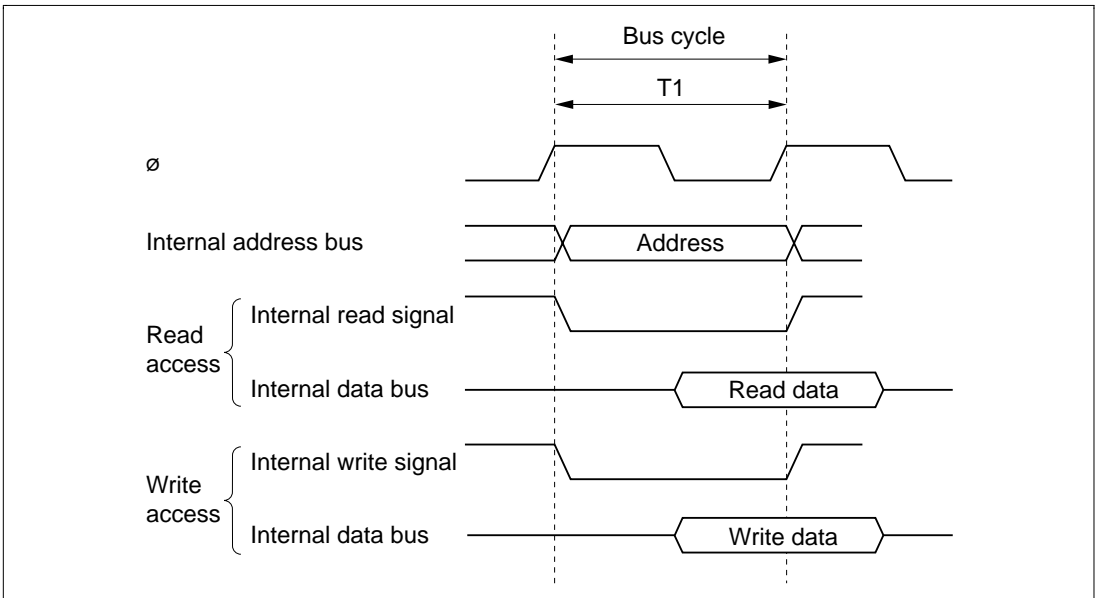 Bus cycle
T1
ø
Internal address bus
Address
Read
access
Internal read signal
Internal data bus
Read data
Write
access
Internal write signal
Internal data bus
Write data